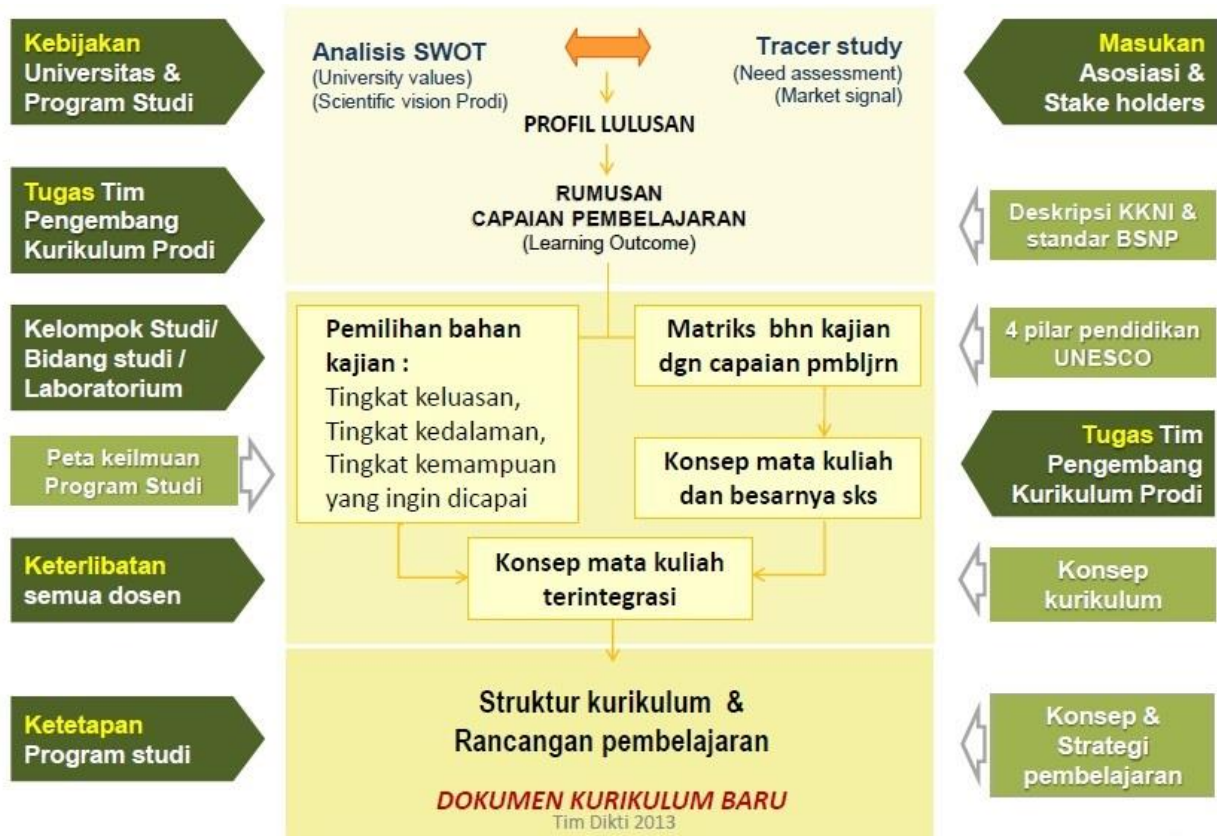 Kebijakan
Universitas &
Program Studi
Analisis SWOT
(University values)
(Scientific vision Prodi)
Tracer study
(Need assessment)
(Market signal)
Masukan
Asosiasi &
Stake holders
PROFIL LULUSAN
Tugas Tim
Pengembang
Kurikulum Prodi
RUMUSAN
CAPAIAN PEMBELAJARAN
(Learning Outcome)
Deskripsi KKNI &
standar BSNP
Kelompok Studi/
Bidang studi /
Laboratorium
Pemilihan bahan
kajian :
Tingkat keluasan,
Tingkat kedalaman,
Tingkat kemampuan
yang ingin dicapai
Matriks bhn kajian
dgn capaian pmbljrn
4 pilar pendidikan
UNESCO
Peta keilmuan
Program Studi
Konsep mata kuliah
dan besarnya sks
Tugas Tim
Pengembang
Kurikulum Prodi
Keterlibatan
semua dosen
Konsep mata kuliah
terintegrasi
Konsep
kurikulum
Ketetapan
Program studi
Struktur kurikulum &
Rancangan pembelajaran
Konsep &
Strategi
pembelajaran
DOKUMEN KURIKULUM BARU
Tim Dikti 2013